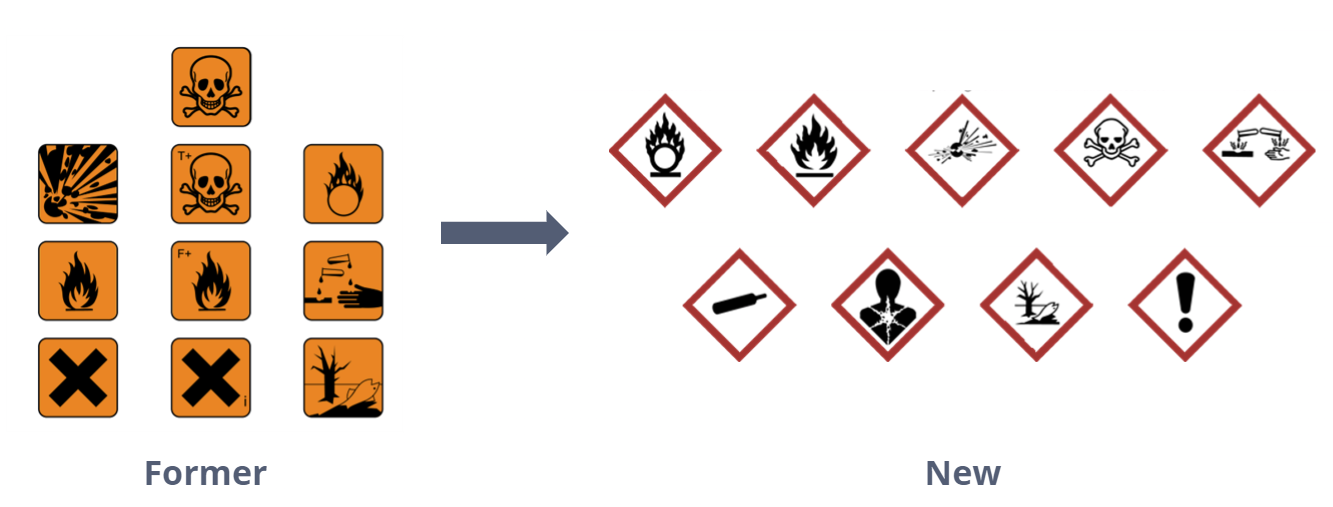 T+
F+
i
Former
New